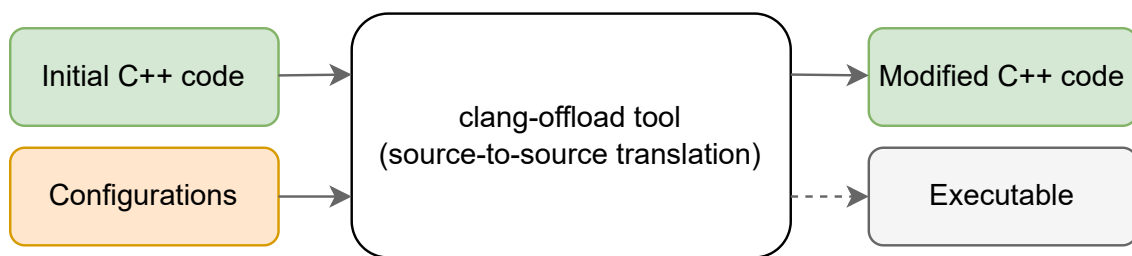 Initial C++ code
Configurations
clang-offload tool
(source-to-source translation)
Modified C++ code
Executable